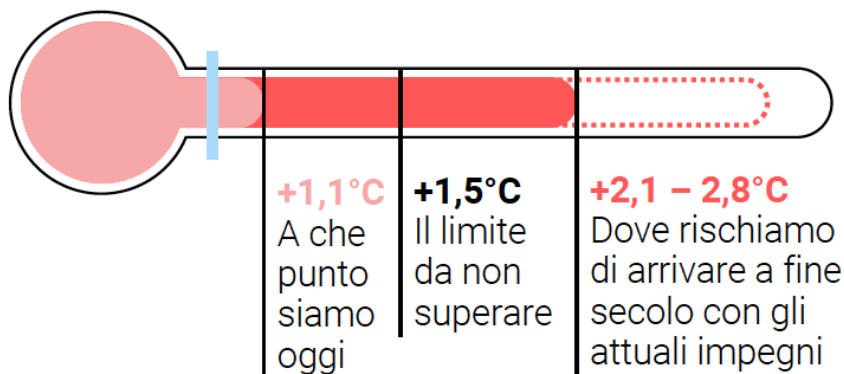 +1,1°C
A che
punto
siamo
oggi
+1,5°C
Il limite
da non
superare
+2,1 – 2,8°C
Dove rischiamo
di arrivare a fine
secolo con gli
attuali impegni